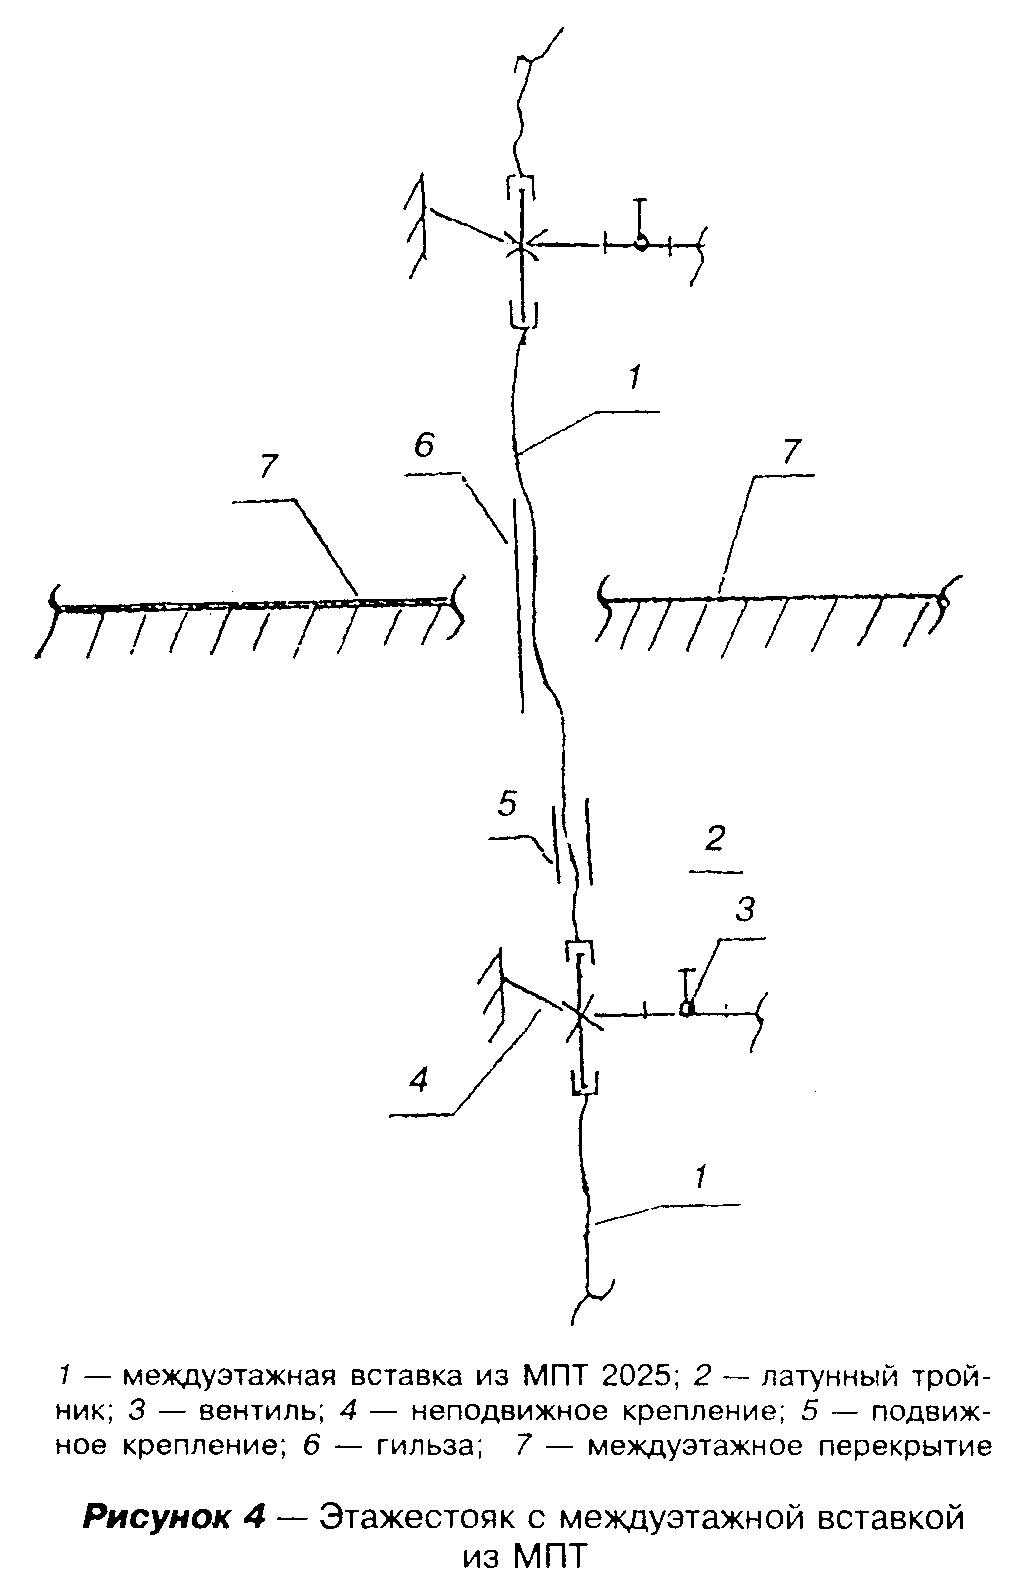 1
6
7
7
5
2
3
4
1
1 — междуэтажная вставка из МПТ 2025; 2 — латунный трой-
ник; 3 — вентиль; 4 — неподвижное крепление; 5 — подвиж-
ное крепление; 6 — гильза; 7 — междуэтажное перекрытие
Рисунок 4 — Этажестояк с междуэтажной вставкой
из МПТ